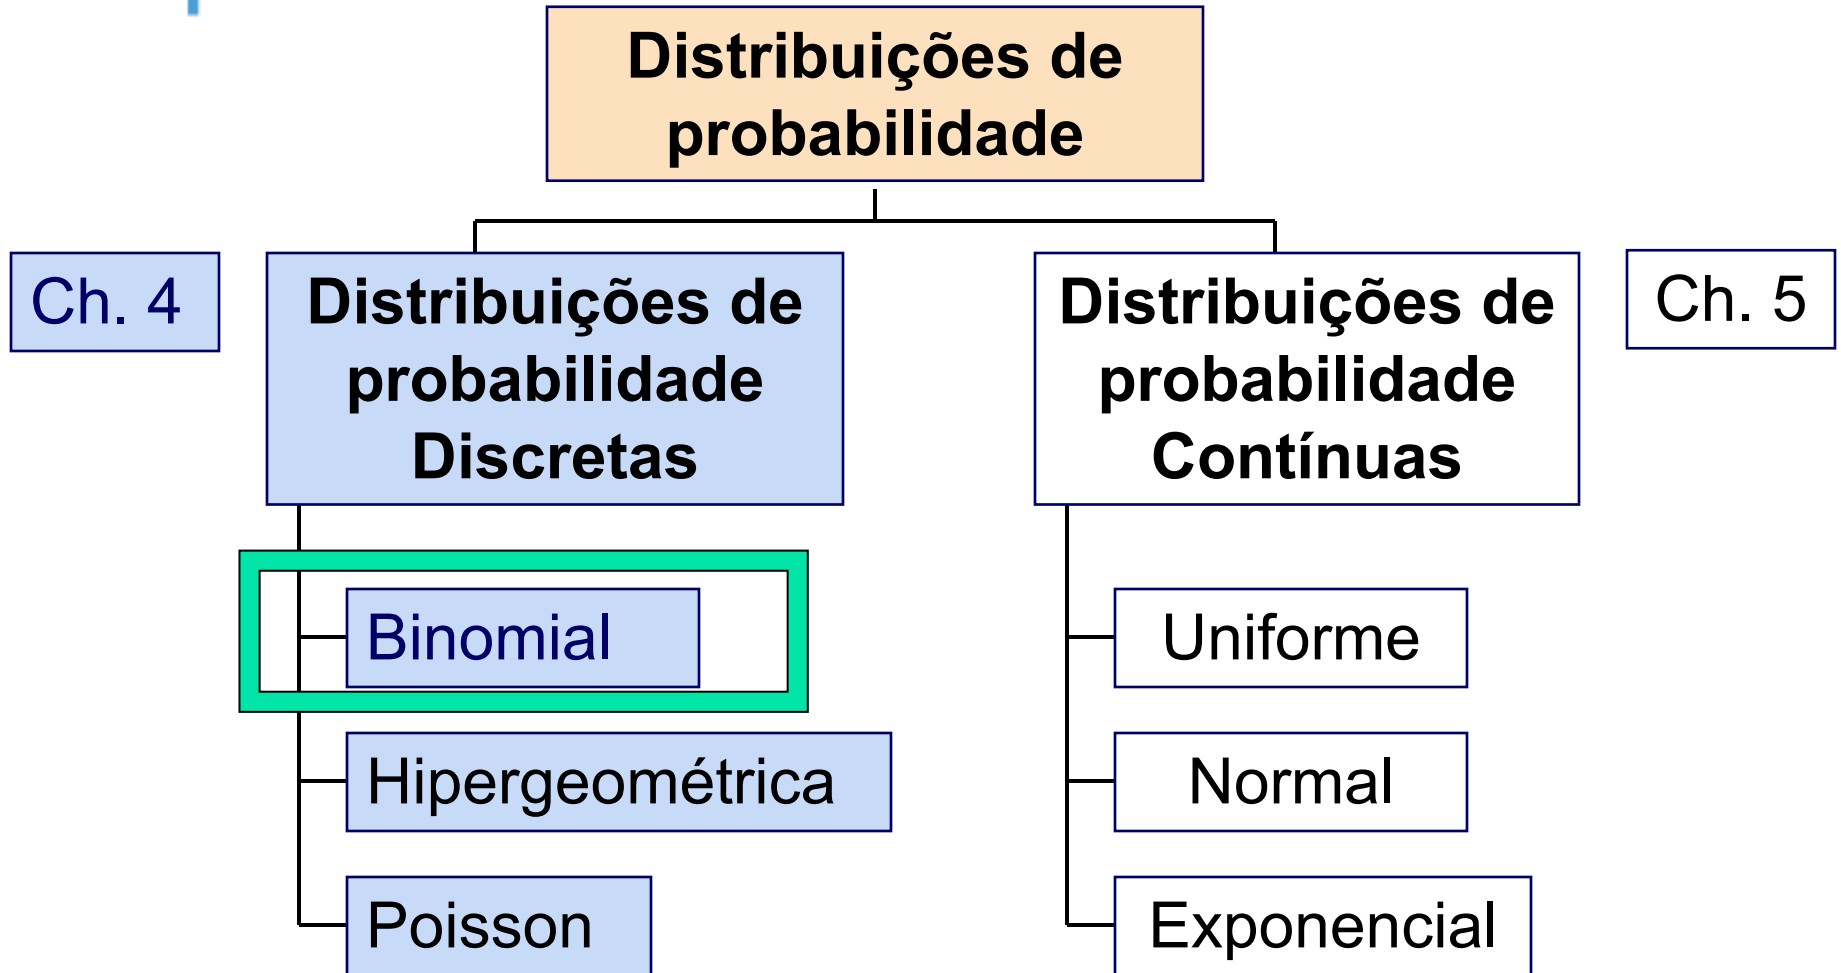 Distribuições de
probabilidade
Ch. 4
Distribuições de
probabilidade
Discretas
Distribuições de
probabilidade
Contínuas
Ch. 5
Binomial
Hipergeométrica
Poisson
Uniforme
Normal
Exponencial